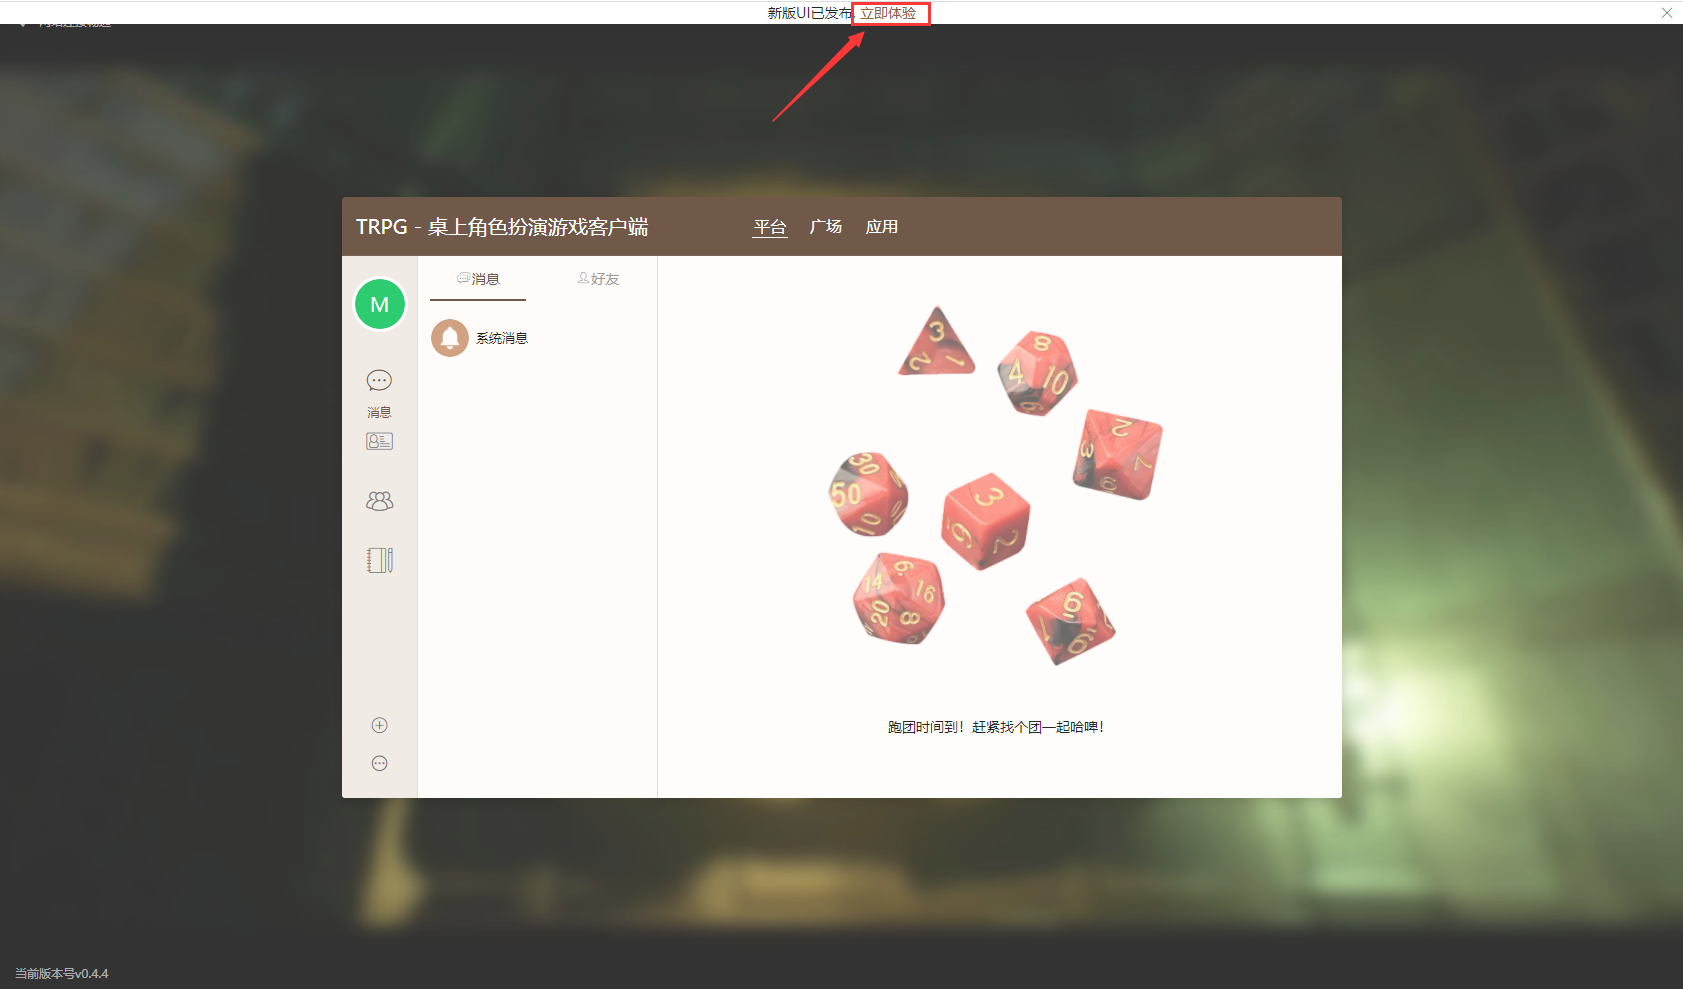 新版UI已发布, 立即体验
TRPG - 桌上角色扮演游戏客户端
平台 广场 应用
M
消息 好友
系统消息
消息
跑团时间到！赶紧找个团一起哈啤！
当前版本号v0.4.4